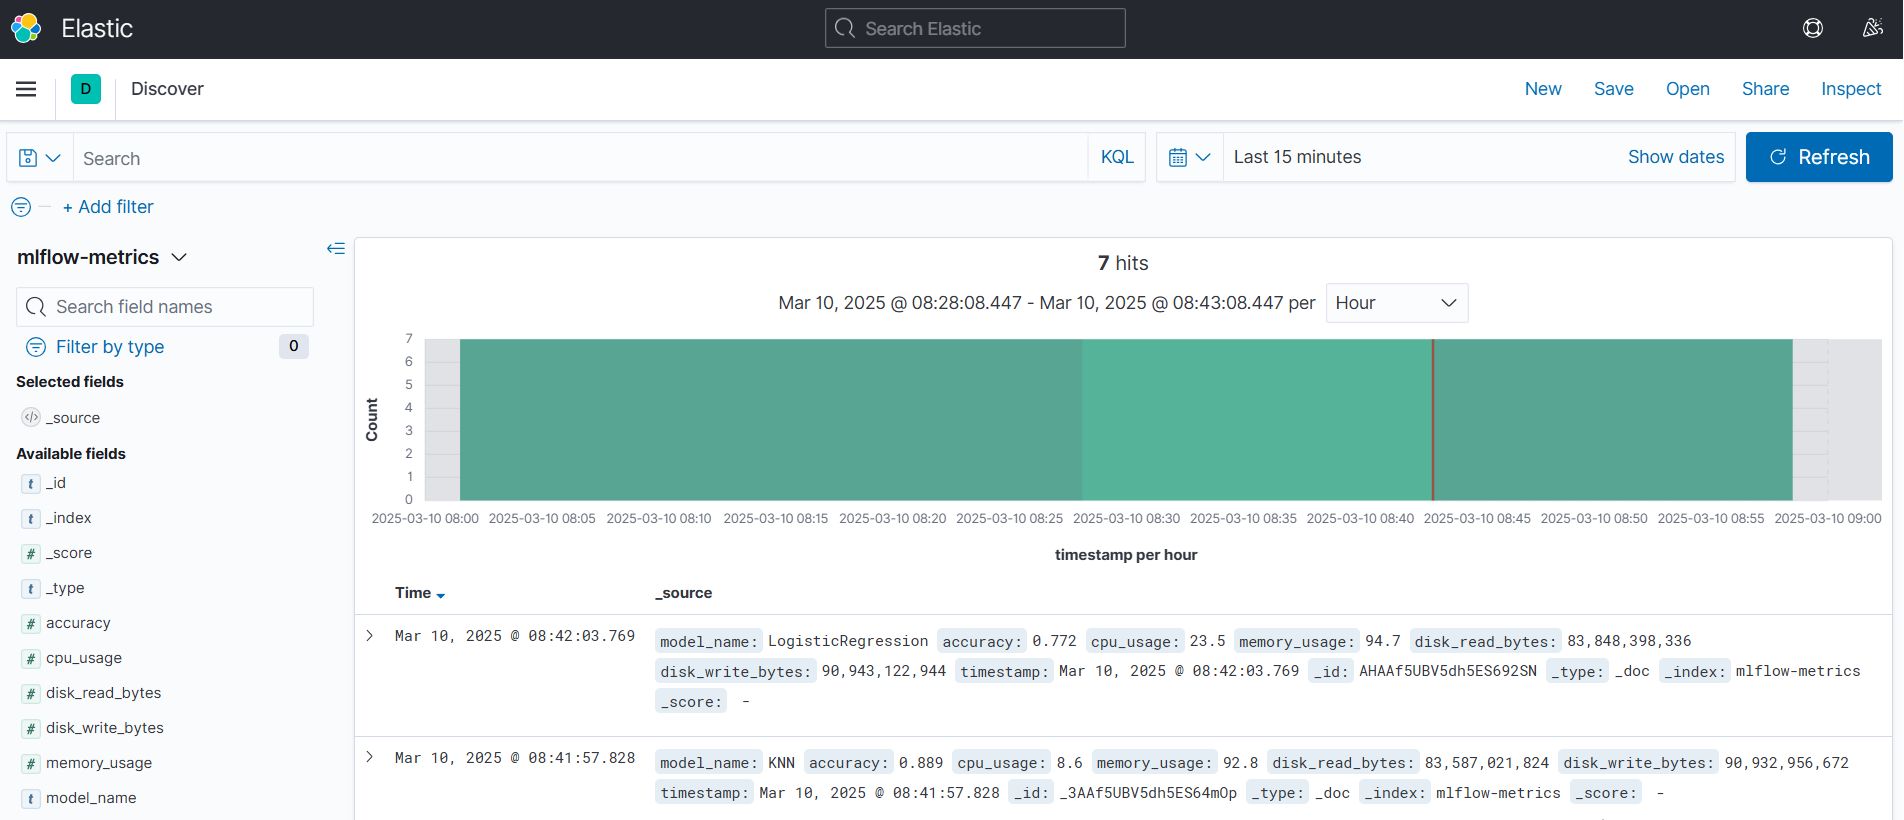 Elastic
Search Elastic
D
Discover
New Save Open Share Inspect
Search
KQL
Last 15 minutes
Show dates
Refresh
+ Add filter
mlflow-metrics
Search field names
Filter by type 0
Selected fields
_source
Available fields
t _id
t _index
# _score
t _type
# accuracy
# cpu_usage
# disk_read_bytes
# disk_write_bytes
# memory_usage
t model_name
7 hits
Mar 10, 2025 @ 08:28:08.447 - Mar 10, 2025 @ 08:43:08.447 per Hour
Count
7
6
5
4
3
2
1
0
2025-03-10 08:00 2025-03-10 08:05 2025-03-10 08:10 2025-03-10 08:15 2025-03-10 08:20 2025-03-10 08:25 2025-03-10 08:30 2025-03-10 08:35 2025-03-10 08:40 2025-03-10 08:45 2025-03-10 08:50 2025-03-10 08:55 2025-03-10 09:00
timestamp per hour
Time _source
Mar 10, 2025 @ 08:42:03.769 model_name: LogisticRegression accuracy: 0.772 cpu_usage: 23.5 memory_usage: 94.7 disk_read_bytes: 83,848,398,336
disk_write_bytes: 90,943,122,944 timestamp: Mar 10, 2025 @ 08:42:03.769 _id: AHAAf5UBV5dh5ES692SN _type: _doc _index: mlflow-metrics
_score: -
Mar 10, 2025 @ 08:41:57.828 model_name: KNN accuracy: 0.889 cpu_usage: 8.6 memory_usage: 92.8 disk_read_bytes: 83,587,021,824 disk_write_bytes: 90,932,956,672
timestamp: Mar 10, 2025 @ 08:41:57.828 _id: _3AAf5UBV5dh5ES64mOp _type: _doc _index: mlflow-metrics _score: -